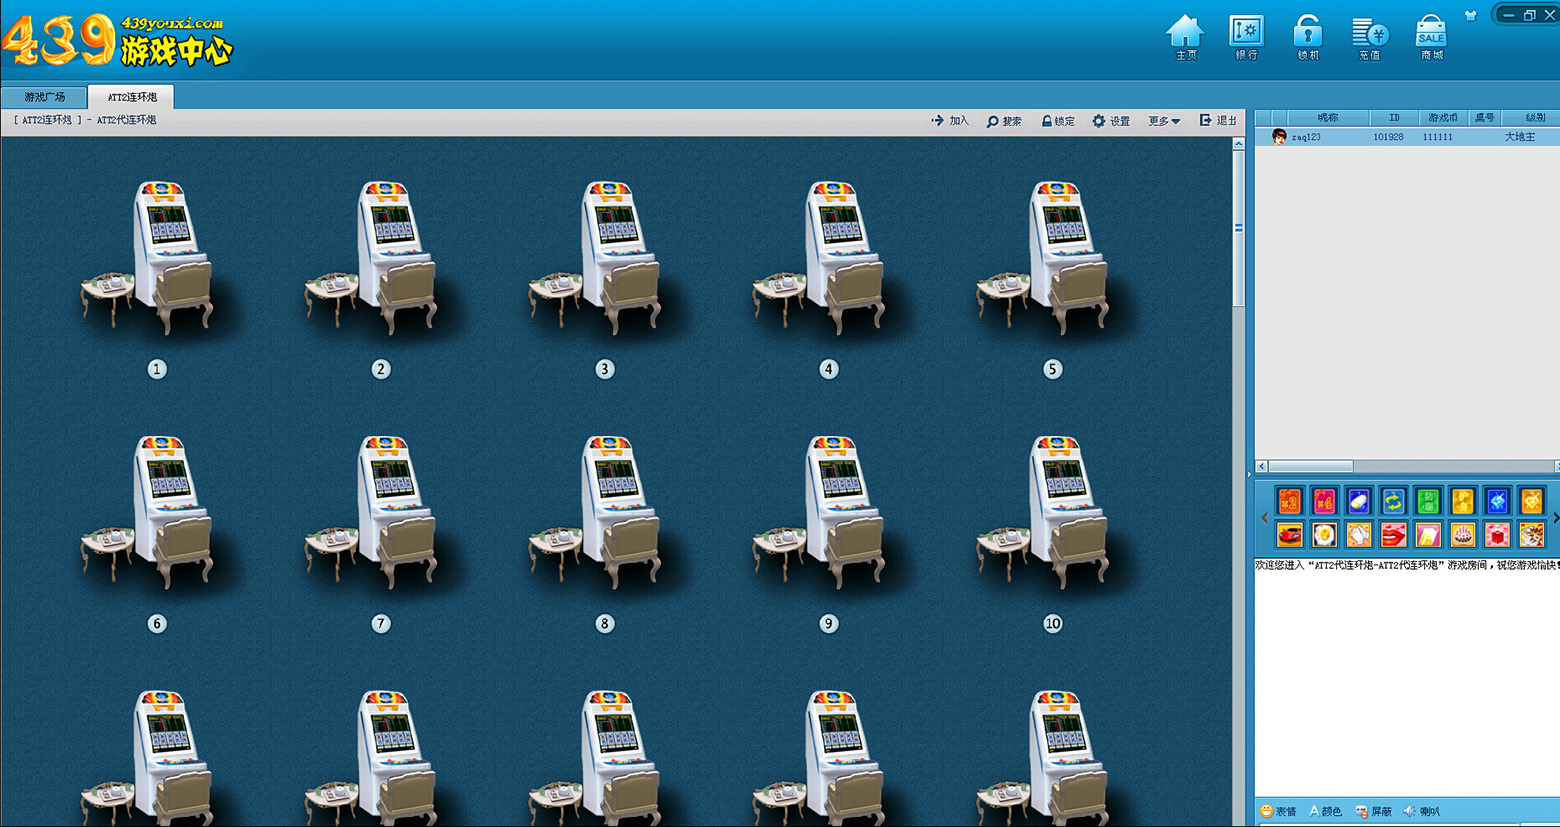 439
439youxi.com
游戏中心
主页
银行
锁机
充值
SALE
商城
游戏广场
ATT2连环炮
[ ATT2连环炮 ] - ATT2代连环炮
加入
搜索
锁定
设置
更多
退出
昵称 ID 游戏币 桌号 级别
zaq123 101928 111111 大地主
1
2
3
4
5
6
7
8
9
10
欢迎您进入“ATT2代连环炮-ATT2代连环炮”游戏房间，祝您游戏愉快!
表情 颜色 屏蔽 喇叭